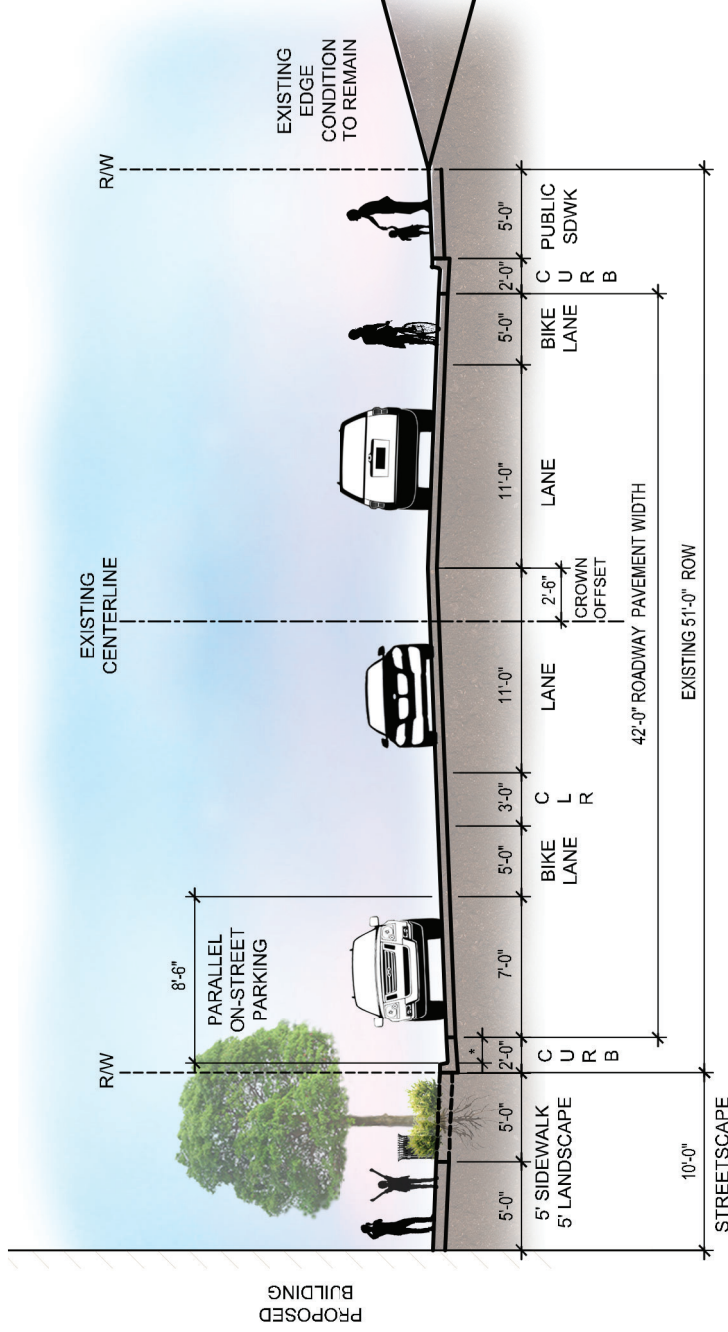 PROPOSED
BUILDING
R/W
EXISTING
CENTERLINE
R/W
EXISTING
EDGE
CONDITION
TO REMAIN
8'-6"
PARALLEL
ON-STREET
PARKING
*
5'-0"
5'-0"
2'-0"
7'-0"
5'-0"
3'-0"
11'-0"
2'-6"
11'-0"
5'-0"
2'-0"
5'-0"
5' SIDEWALK
5' LANDSCAPE
C
U
R
B
BIKE
LANE
C
L
R
LANE
CROWN
OFFSET
LANE
BIKE
LANE
C
U
R
B
PUBLIC
SDWK
42'-0" ROADWAY PAVEMENT WIDTH
10'-0"
EXISTING 51'-0" ROW
STREETSCAPE